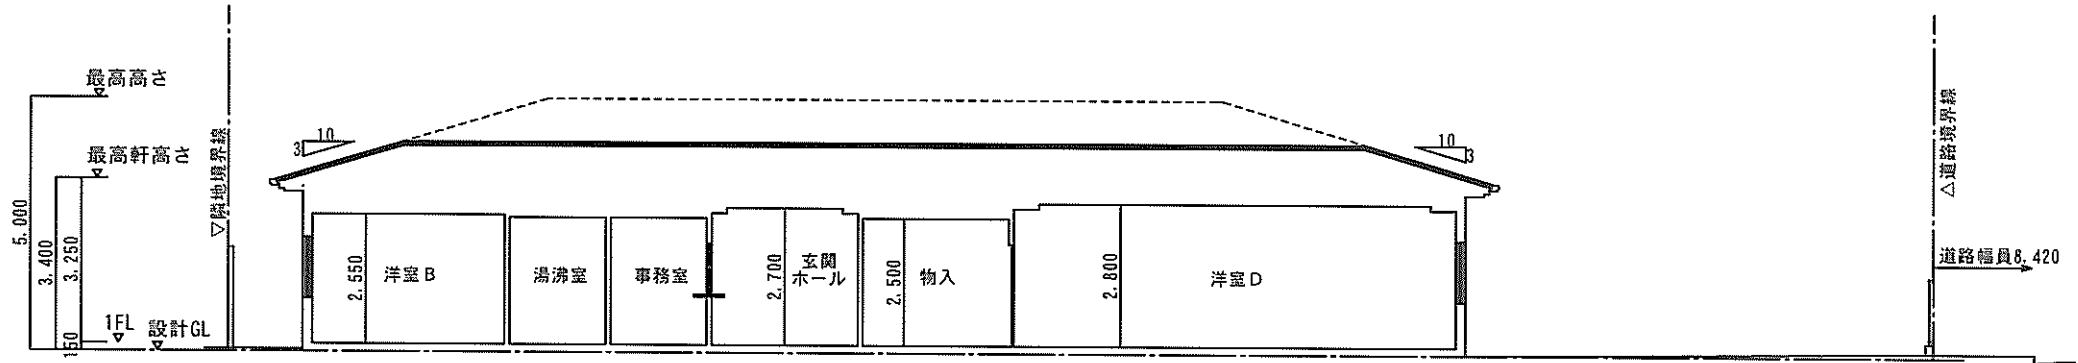 最高高さ
最高軒高さ
▽隣地境界線
△道路境界線
10
3
10
3
5,000
3,400
3,250
150
1FL
設計GL
2,550
洋室B
湯沸室
事務室
2,700
玄関
ホール
2,500
物入
2,800
洋室D
道路幅員8,420